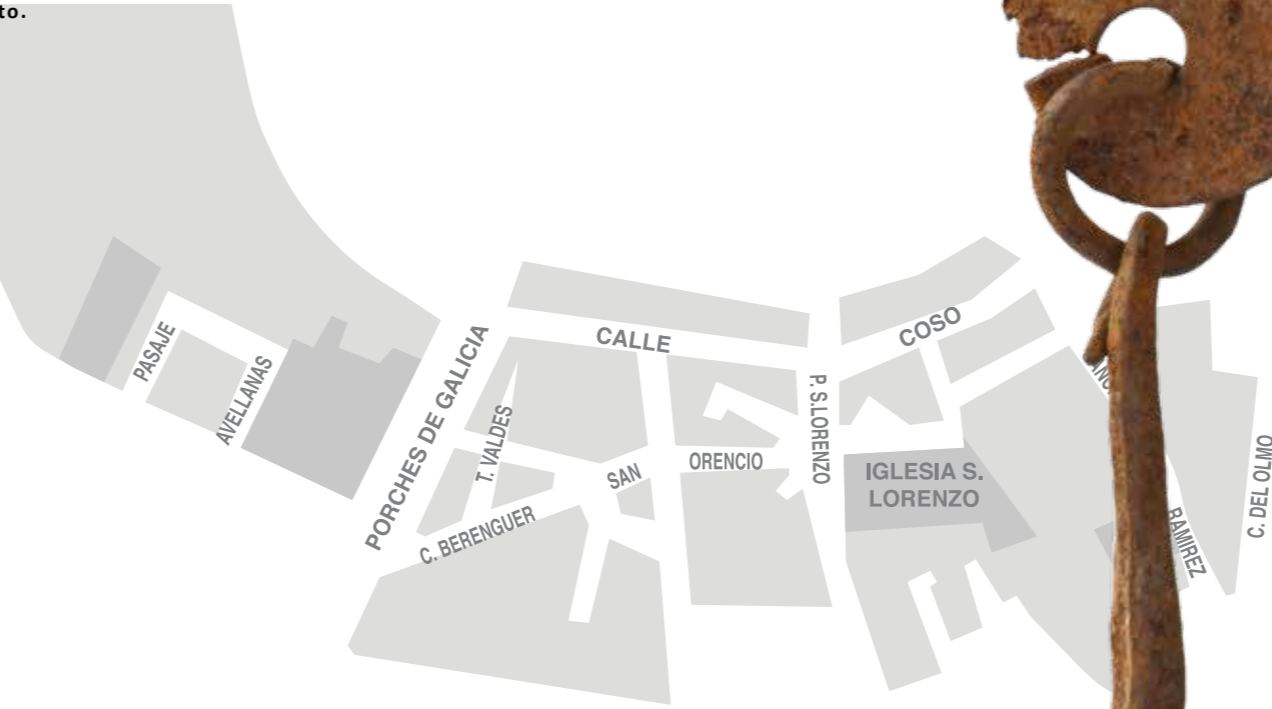 to.
PASAJE
AVELLANAS
PORCHES DE GALICIA
CALLE
COSO
T. VALDES
C. BERENGUER
SAN
ORENCIO
P. S.LORENZO
IGLESIA S.
LORENZO
RAMIREZ
C. DEL OLMO